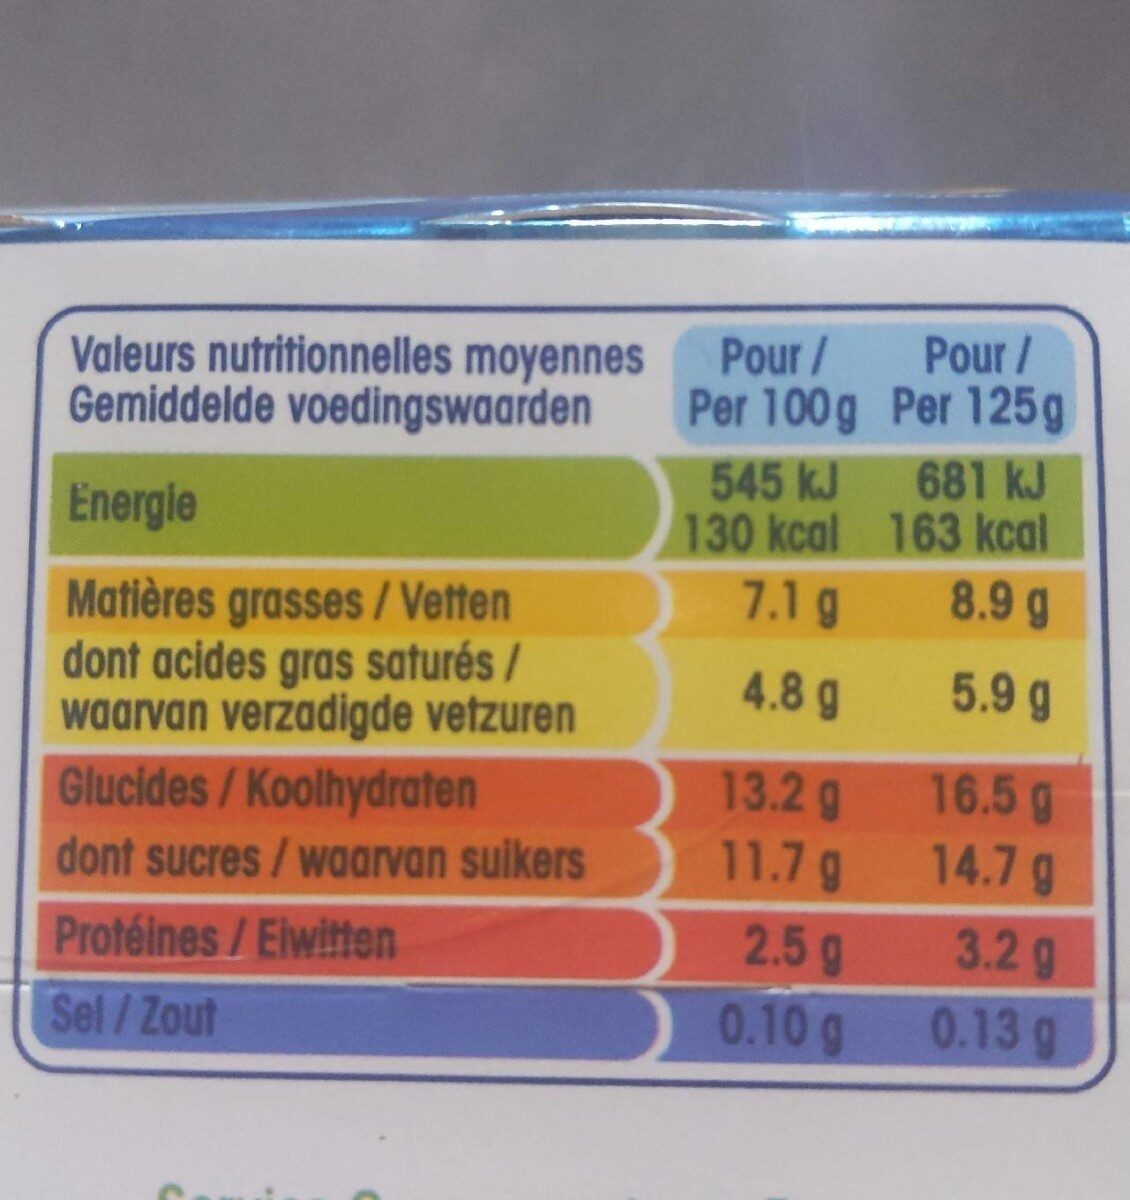 Valeurs nutritionnelles moyennes
Gemiddelde voedingswaarden
Pour /
Per 100g
Pour /
Per 125g
Energie
545 kJ 681 kJ
130 kcal 163 kcal
Matières grasses / Vetten 7.1 g 8.9 g
dont acides gras saturés /
waarvan verzadigde vetzuren
4.8 g 5.9 g
Glucides / Koolhydraten 13.2 g 16.5 g
dont sucres / waarvan suikers 11.7 g 14.7 g
Protéines / Eiwitten 2.5 g 3.2 g
Sel / Zout 0.10 g 0.13 g